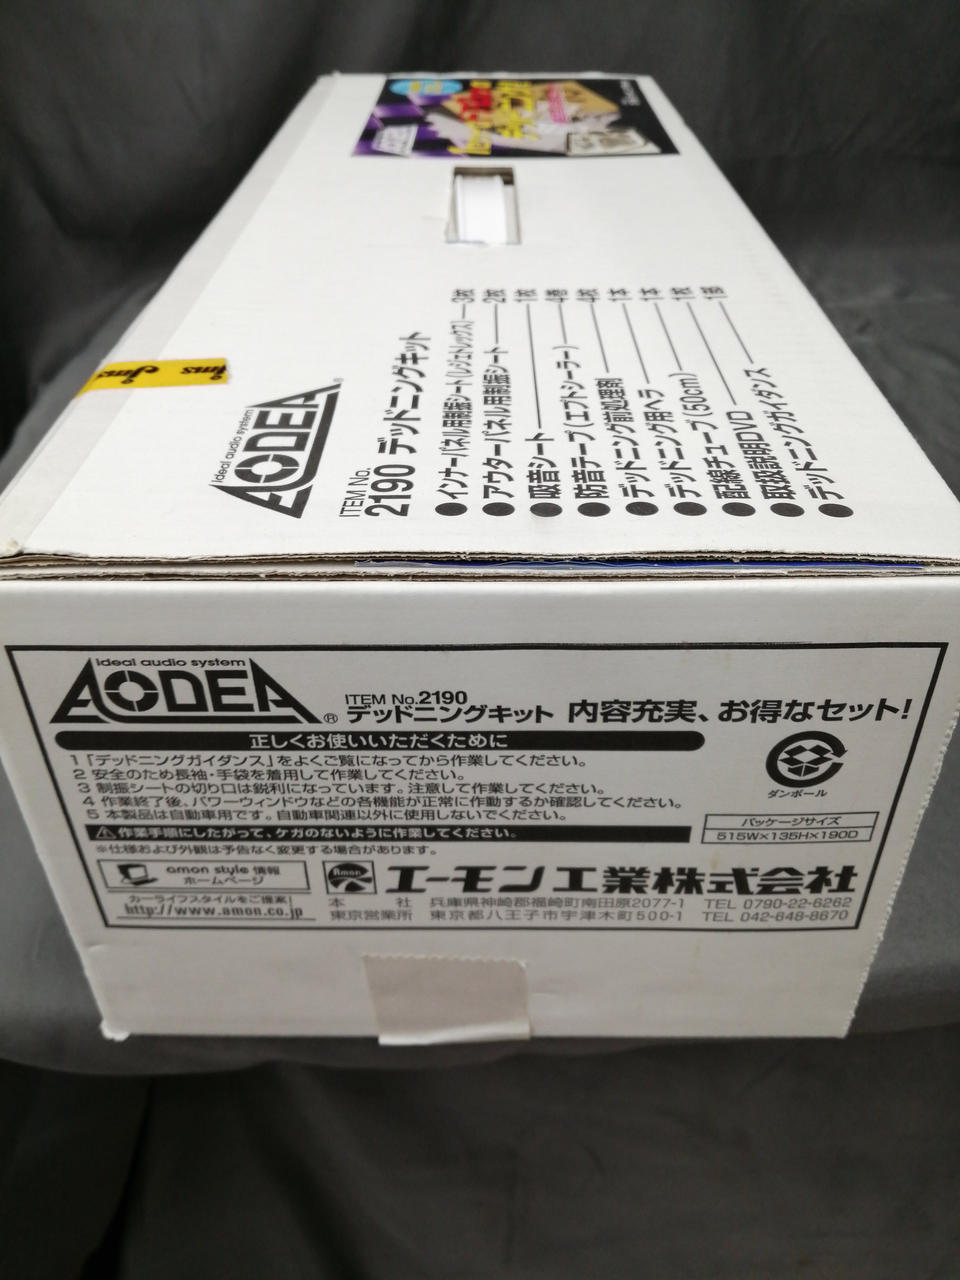 jms jms
ideal audio system
AODEA®
ITEM No.
2190 デッドニングキット
●インナーパネル用制振シート(レジェトレックス)―3枚
●アウターパネル用制振シート―2枚
●吸音シート―1枚
●防音テープ(エプトシーラー)―4巻
●デッドニング前処理剤―4枚
●デッドニング用ヘラ―1本
●配線チューブ(50cm)―1本
●取扱説明DVD―1枚
●デッドニングガイダンス―1部
ideal audio system
AODEA®
ITEM No.2190
デッドニングキット 内容充実、お得なセット!
正しくお使いいただくために
1「デッドニングガイダンス」をよくご覧になってから作業してください。
2 安全のため長袖・手袋を着用して作業してください。
3 制振シートの切り口は鋭利になっています。注意して作業してください。
4 作業終了後、パワーウィンドウなどの各機能が正常に作動するか確認してください。
5 本製品は自動車用です。自動車関連以外に使用しないでください。
⚠作業手順にしたがって、ケガのないように作業してください。
※仕様および外観は予告なく変更する場合があります。
ダンボール
パッケージサイズ
515W×135H×190D
amon style 情報
ホームページ
カーライフスタイルをご提案!
http://www.amon.co.jp
Amon
エーモン工業株式会社
本 社 兵庫県神崎郡福崎町南田原2077-1 TEL 0790-22-6262
東京営業所 東京都八王子市宇津木町500-1 TEL 042-648-8670